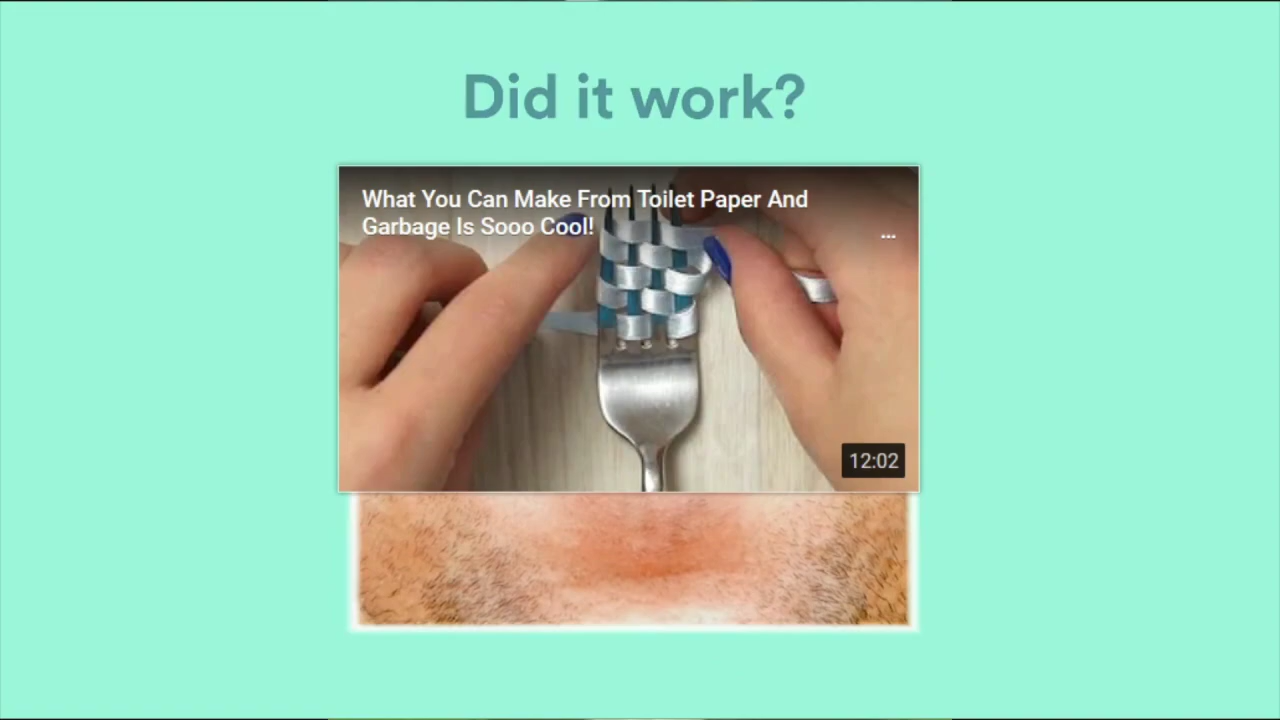 Did it work?
What You Can Make From Toilet Paper And
Garbage Is Sooo Cool!
...
12:02